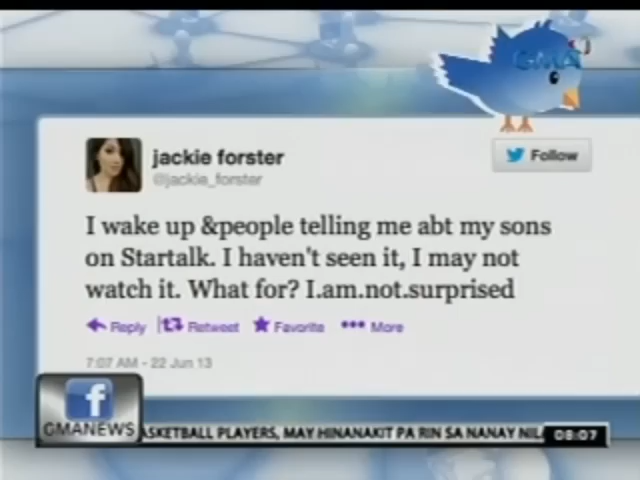 GMA
jackie forster
@jackie_forster
Follow
I wake up &people telling me abt my sons
on Startalk. I haven't seen it, I may not
watch it. What for? I.am.not.surprised
Reply Retweet Favorite More
7:07 AM - 22 Jun 13
f
GMANEWS
ASKETBALL PLAYERS, MAY HINANAKIT PA RIN SA NANAY NIL
08:07